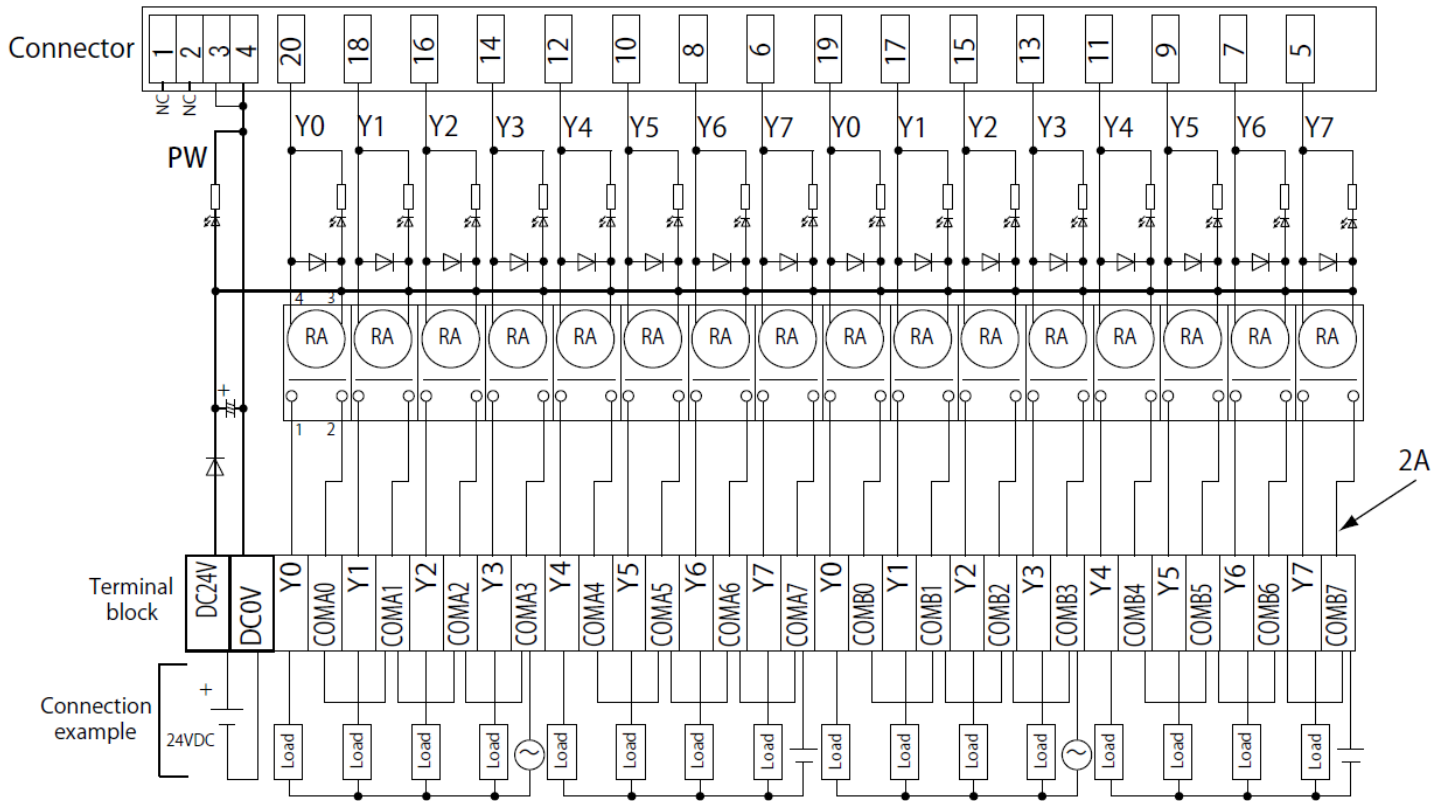 Connector 1 2 3 4 20 18 16 14 12 10 8 6 19 17 15 13 11 9 7 5
NC NC
Y0 Y1 Y2 Y3 Y4 Y5 Y6 Y7 Y0 Y1 Y2 Y3 Y4 Y5 Y6 Y7
PW
4 3
RA RA RA RA RA RA RA RA RA RA RA RA RA RA RA RA
+
1 2
2A
Terminal block
DC24V DC0V Y0 COMA0 Y1 COMA1 Y2 COMA2 Y3 COMA3 Y4 COMA4 Y5 COMA5 Y6 COMA6 Y7 COMA7 Y0 COMB0 Y1 COMB1 Y2 COMB2 Y3 COMB3 Y4 COMB4 Y5 COMB5 Y6 COMB6 Y7 COMB7
Connection example
+
24VDC
Load Load Load Load Load Load Load Load Load Load Load Load Load Load Load Load